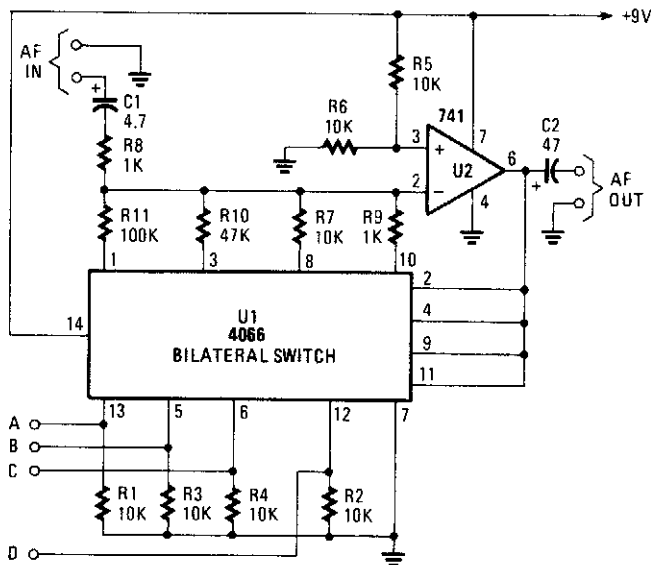 +9V
AF
IN
+
C1
4.7
R8
1K
R5
10K
R6
10K
741
3
+
7
U2
6
2
−
4
C2
47
+
AF
OUT
R11
100K
R10
47K
R7
10K
R9
1K
1
3
8
10
2
4
9
11
14
U1
4066
BILATERAL SWITCH
13
5
6
12
7
A
B
C
D
R1
10K
R3
10K
R4
10K
R2
10K